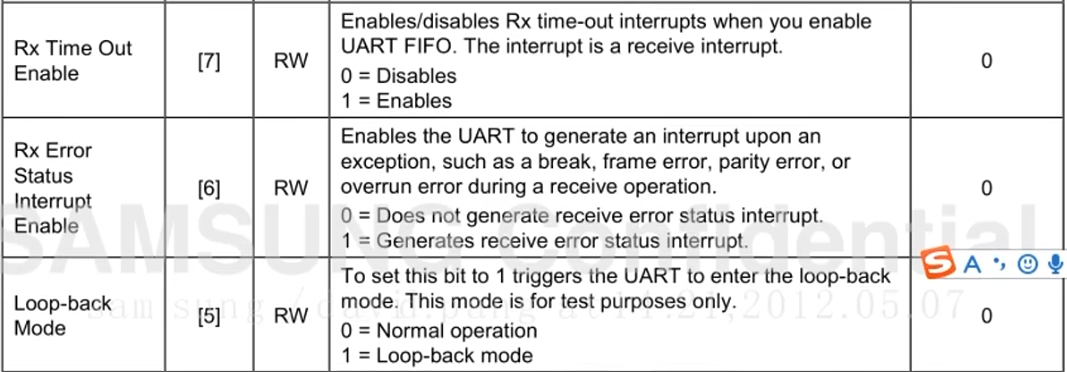 Rx Time Out
Enable
[7]
RW
Enables/disables Rx time-out interrupts when you enable
UART FIFO. The interrupt is a receive interrupt.
0 = Disables
1 = Enables
0
Rx Error
Status
Interrupt
Enable
[6]
RW
Enables the UART to generate an interrupt upon an
exception, such as a break, frame error, parity error, or
overrun error during a receive operation.
0 = Does not generate receive error status interrupt.
1 = Generates receive error status interrupt.
0
SAMSUNG Confidential
Loop-back
Mode
[5]
RW
To set this bit to 1 triggers the UART to enter the loop-back
mode. This mode is for test purposes only.
0 = Normal operation
1 = Loop-back mode
0
sam sung / david.pang at 11:21,2012.05.07
S A